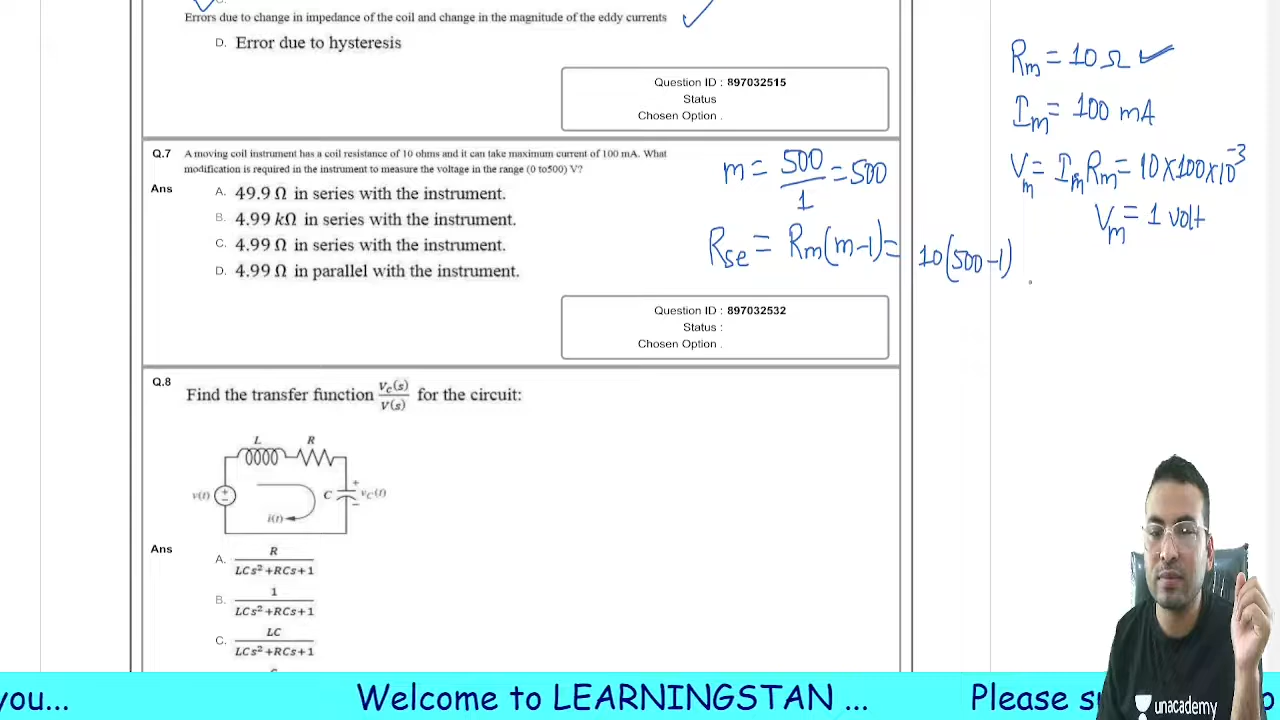 Errors due to change in impedance of the coil and change in the magnitude of the eddy currents
D. Error due to hysteresis
Question ID : 897032515
Status
Chosen Option .
Q.7 A moving coil instrument has a coil resistance of 10 ohms and it can take maximum current of 100 mA. What
modification is required in the instrument to measure the voltage in the range (0 to500) V?
Ans A. 49.9 Ω in series with the instrument.
B. 4.99 kΩ in series with the instrument.
C. 4.99 Ω in series with the instrument.
D. 4.99 Ω in parallel with the instrument.
Question ID : 897032532
Status :
Chosen Option .
Rm = 10 Ω
Im = 100 mA
Vm = Im Rm = 10×100×10⁻³
Vm = 1 volt
m = 500/1 = 500
Rse = Rm(m-1) = 10(500-1)
Q.8 Find the transfer function Vc(s)/V(s) for the circuit:
L R
v(t) + − C + − vC(t)
i(t)
Ans A. R/(LCs²+RCs+1)
B. 1/(LCs²+RCs+1)
C. LC/(LCs²+RCs+1)
you... Welcome to LEARNINGSTAN ... Please
unacademy